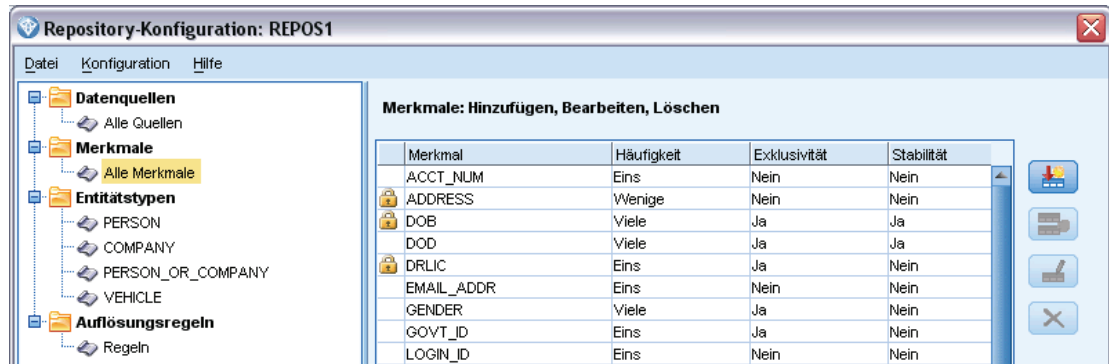 Repository-Konfiguration: REPOS1
Datei Konfiguration Hilfe
Datenquellen
Alle Quellen
Merkmale
Alle Merkmale
Entitätstypen
PERSON
COMPANY
PERSON_OR_COMPANY
VEHICLE
Auflösungsregeln
Regeln
Merkmale: Hinzufügen, Bearbeiten, Löschen
Merkmal Häufigkeit Exklusivität Stabilität
ACCT_NUM Eins Nein Nein
ADDRESS Wenige Nein Nein
DOB Viele Ja Ja
DOD Viele Ja Ja
DRLIC Eins Ja Nein
EMAIL_ADDR Eins Nein Nein
GENDER Viele Ja Nein
GOVT_ID Eins Ja Nein
LOGIN_ID Eins Nein Nein